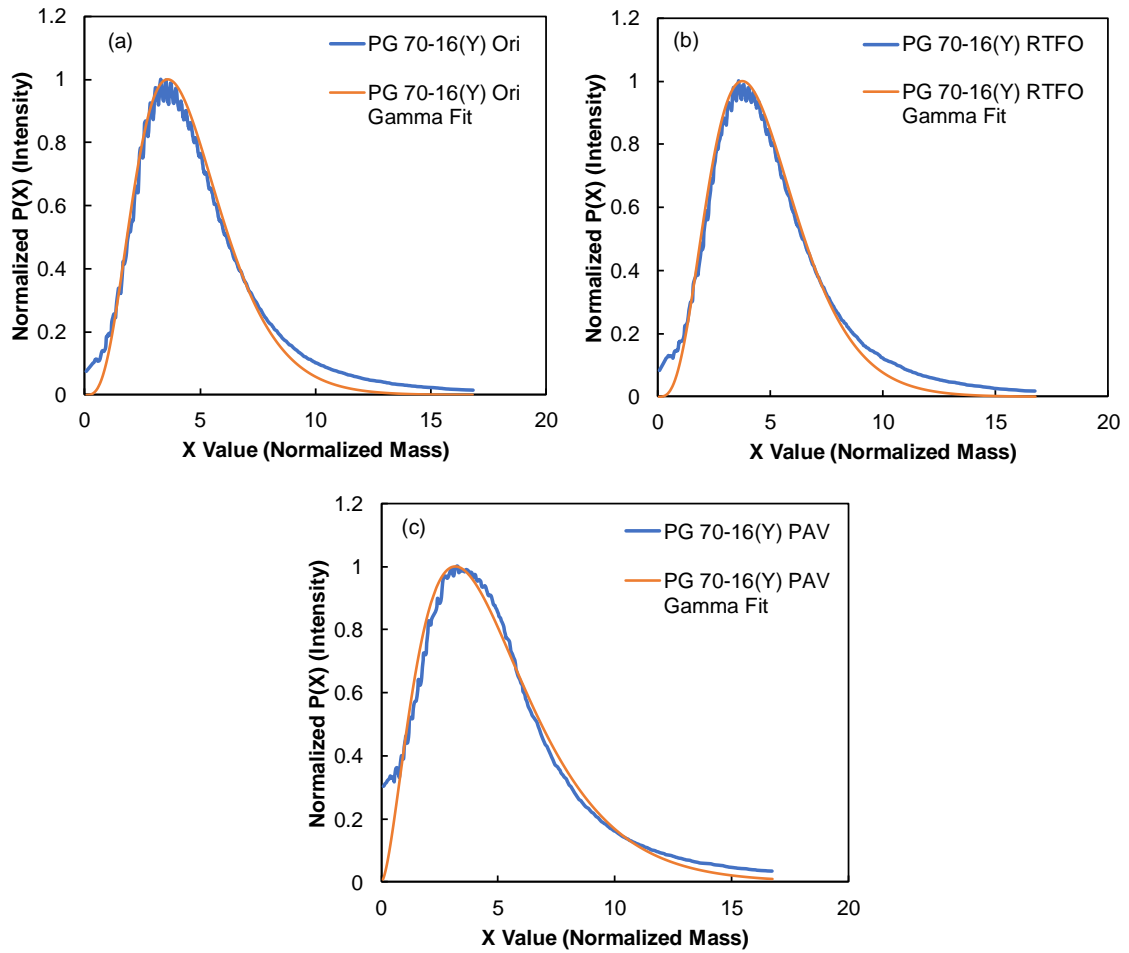 1.2
(a)
PG 70-16(Y) Ori
PG 70-16(Y) Ori
Gamma Fit
1
0.8
0.6
0.4
0.2
0
Normalized P(X) (Intensity)
0
5
10
15
20
X Value (Normalized Mass)
1.2
(b)
PG 70-16(Y) RTFO
PG 70-16(Y) RTFO
Gamma Fit
1
0.8
0.6
0.4
0.2
0
Normalized P(X) (Intensity)
0
5
10
15
20
X Value (Normalized Mass)
1.2
(c)
PG 70-16(Y) PAV
PG 70-16(Y) PAV
Gamma Fit
1
0.8
0.6
0.4
0.2
0
Normalized P(X) (Intensity)
0
5
10
15
20
X Value (Normalized Mass)